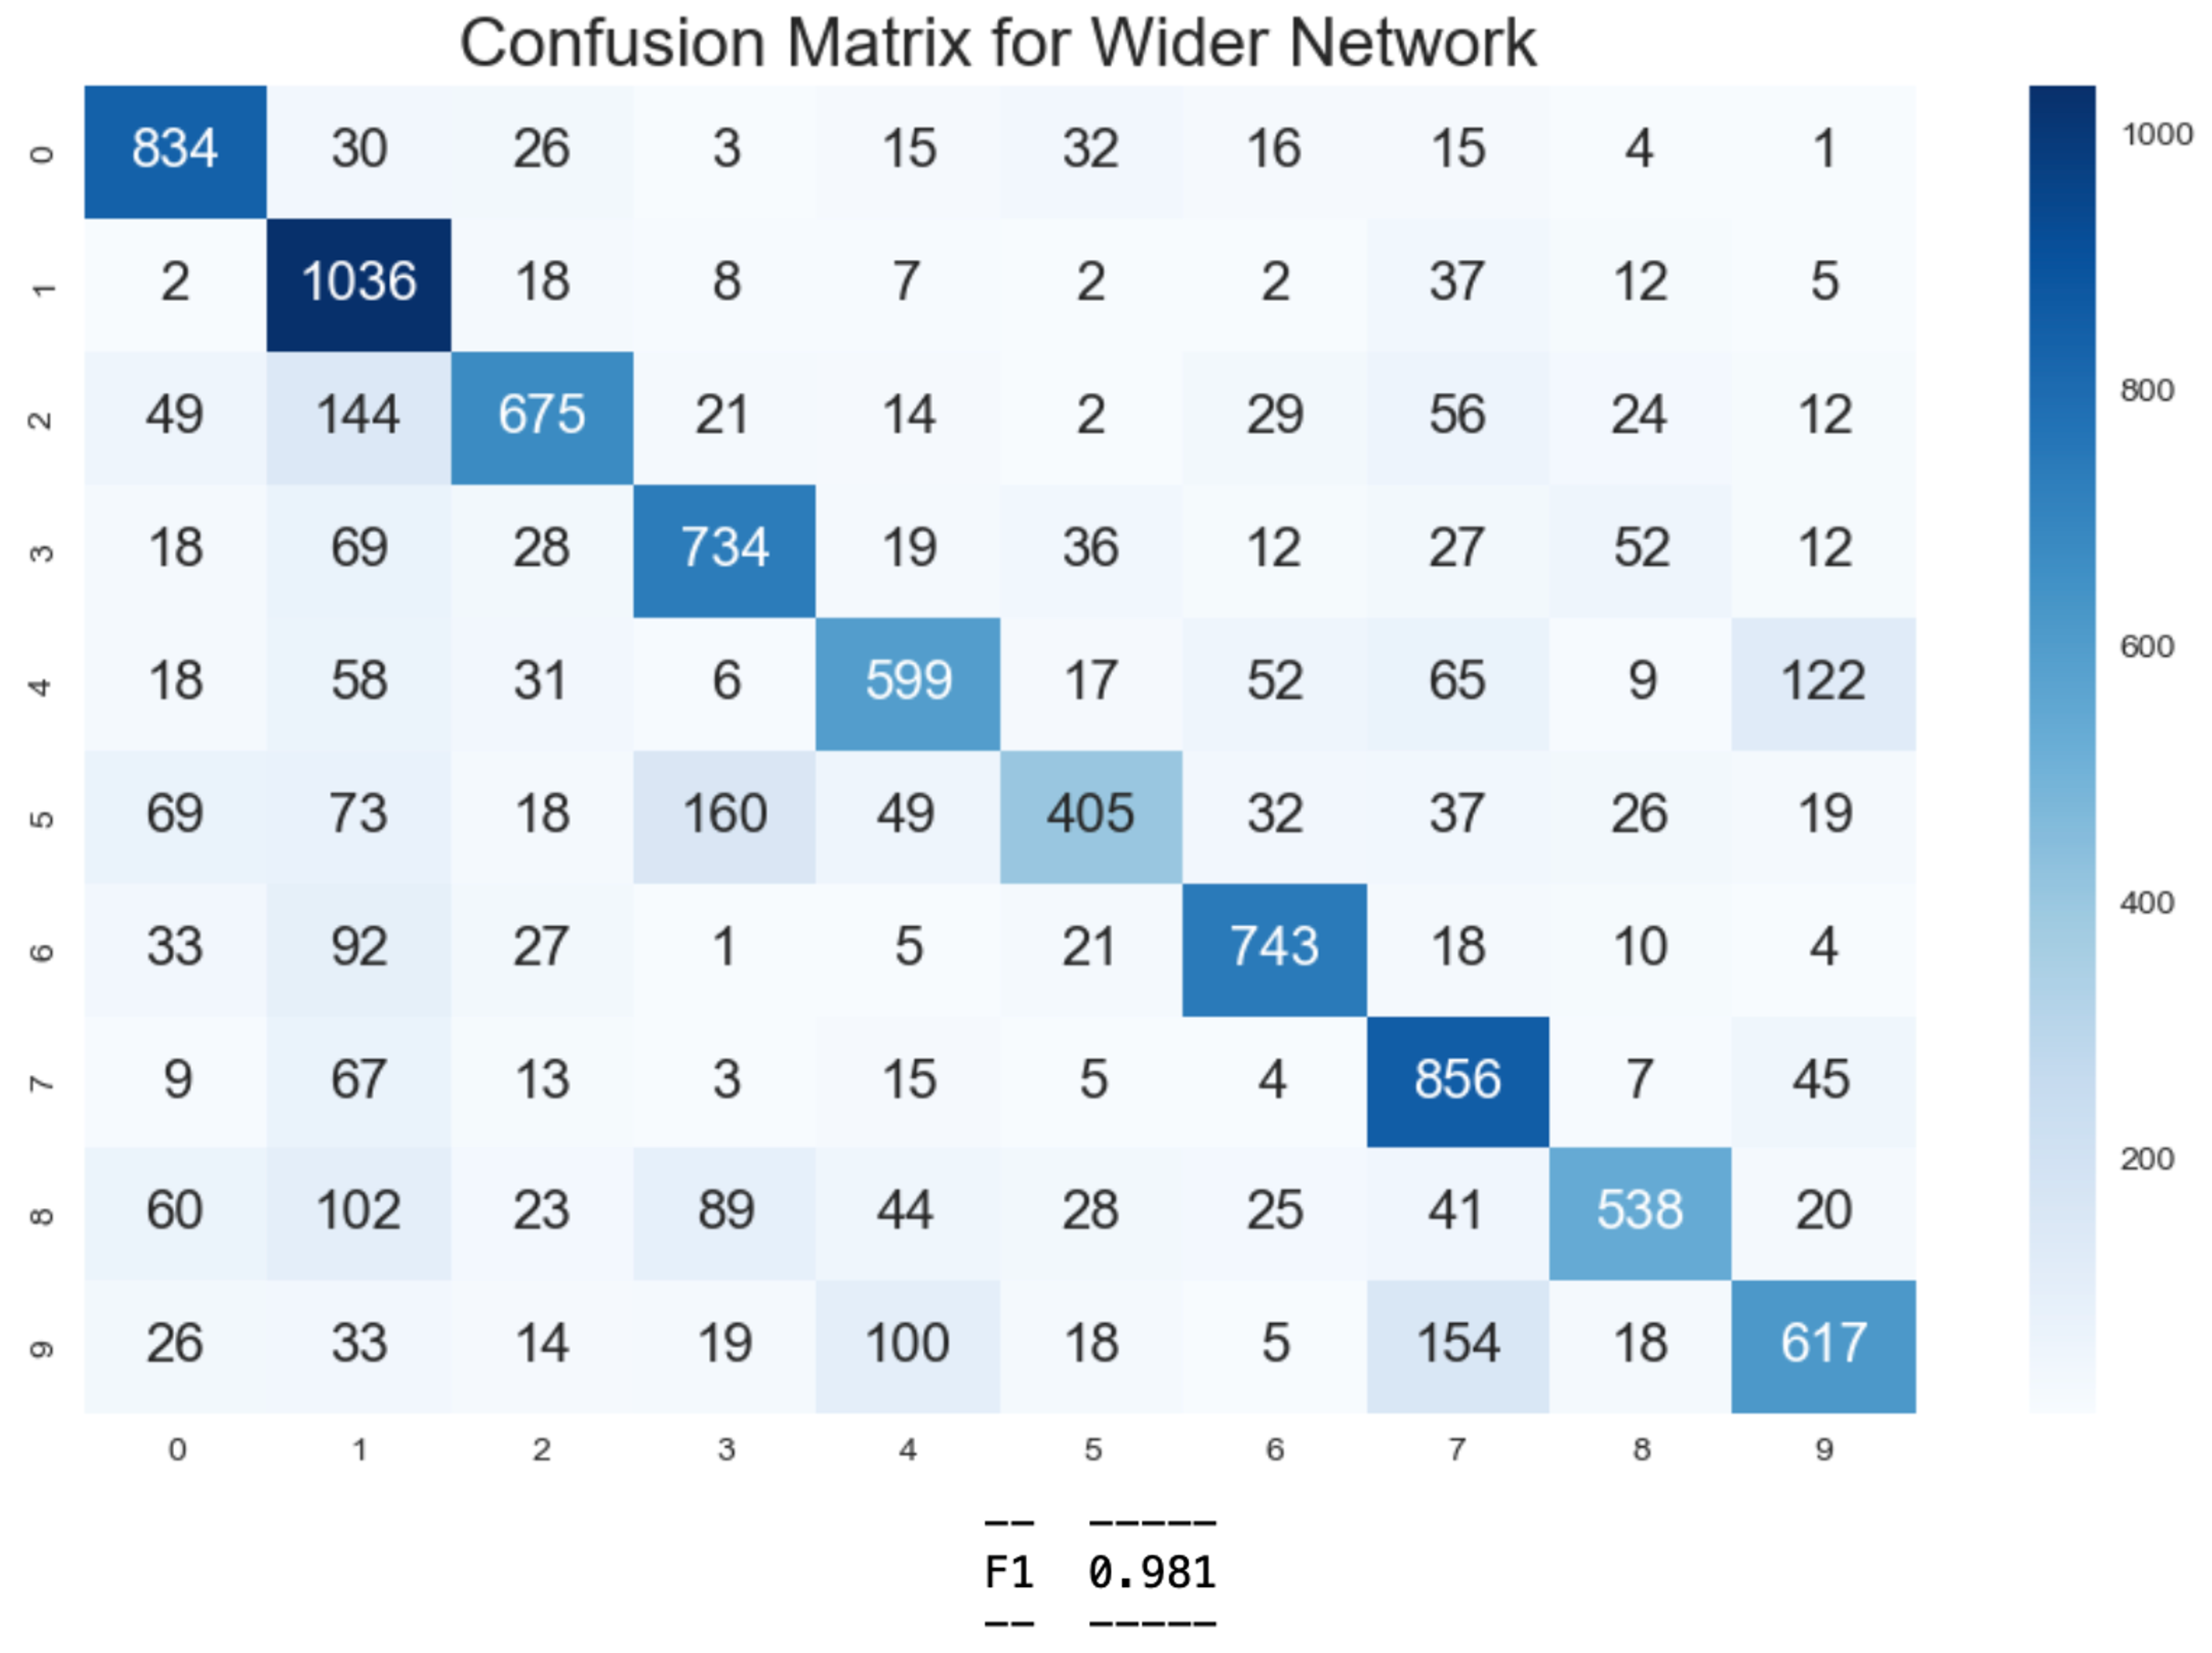 Confusion Matrix for Wider Network
0 834 30 26 3 15 32 16 15 4 1
1 2 1036 18 8 7 2 2 37 12 5
2 49 144 675 21 14 2 29 56 24 12
3 18 69 28 734 19 36 12 27 52 12
4 18 58 31 6 599 17 52 65 9 122
5 69 73 18 160 49 405 32 37 26 19
6 33 92 27 1 5 21 743 18 10 4
7 9 67 13 3 15 5 4 856 7 45
8 60 102 23 89 44 28 25 41 538 20
9 26 33 14 19 100 18 5 154 18 617
0 1 2 3 4 5 6 7 8 9
1000
800
600
400
200
-- -----
F1 0.981
-- -----